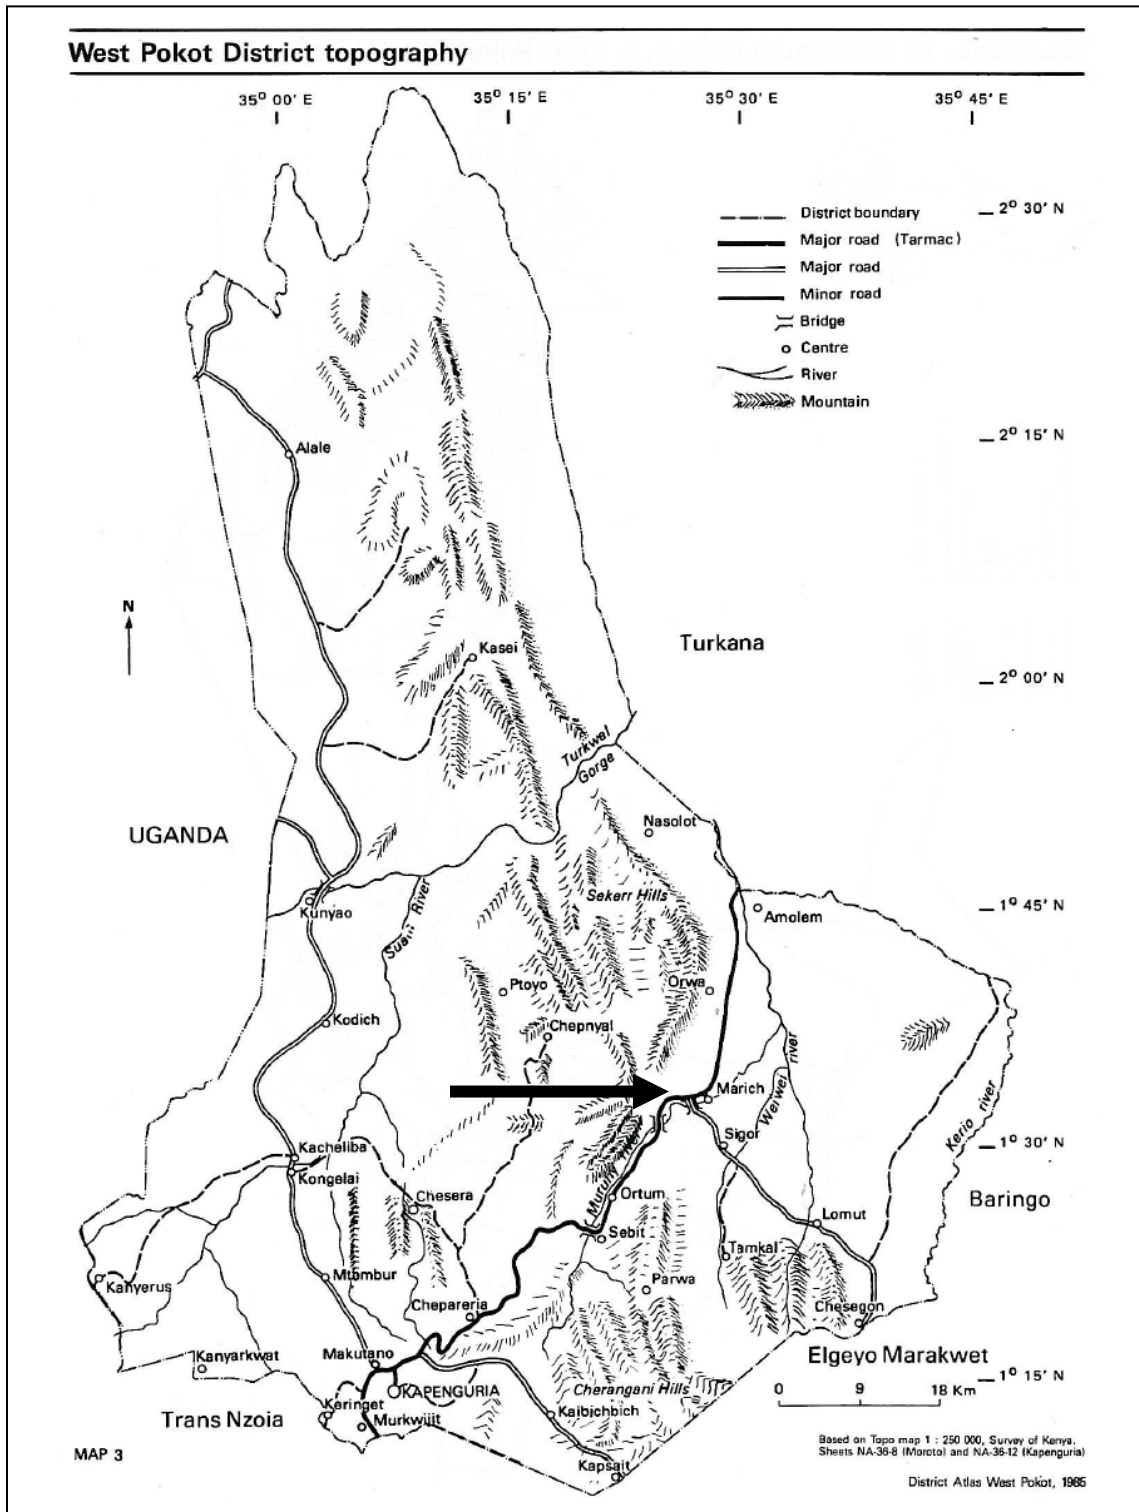 West Pokot District topography
35° 00' E
35° 15' E
35° 30' E
35° 45' E
2° 30' N
District boundary
Major road (Tarmac)
Major road
Minor road
Bridge
Centre
River
Mountain
2° 15' N
Alale
N
Kasei
Turkana
2° 00' N
Turkwel
Gorge
UGANDA
Nasolot
Sekerr Hills
Kunyao
Suam River
Amolem
1° 45' N
Ptoyo
Orwa
Kodich
Chepnyal
Marich
Weiwei river
Kerio river
Sigor
1° 30' N
Kacheliba
Kongelai
Muruny river
Ortum
Baringo
Chesera
Lomut
Sebit
Tamkal
Kanyerus
Mtembur
Parwa
Chepareria
Chesegon
Kanyarkwat
Makutano
Elgeyo Marakwet
1° 15' N
KAPENGURIA
Cherangani Hills
0 9 18 Km
Keringet
Trans Nzoia
Murkwijit
Kaibichbich
MAP 3
Based on Topo map 1 : 250 000, Survey of Kenya.
Sheets NA-36-8 (Moroto) and NA-36-12 (Kapenguria)
Kapsait
District Atlas West Pokot, 1985